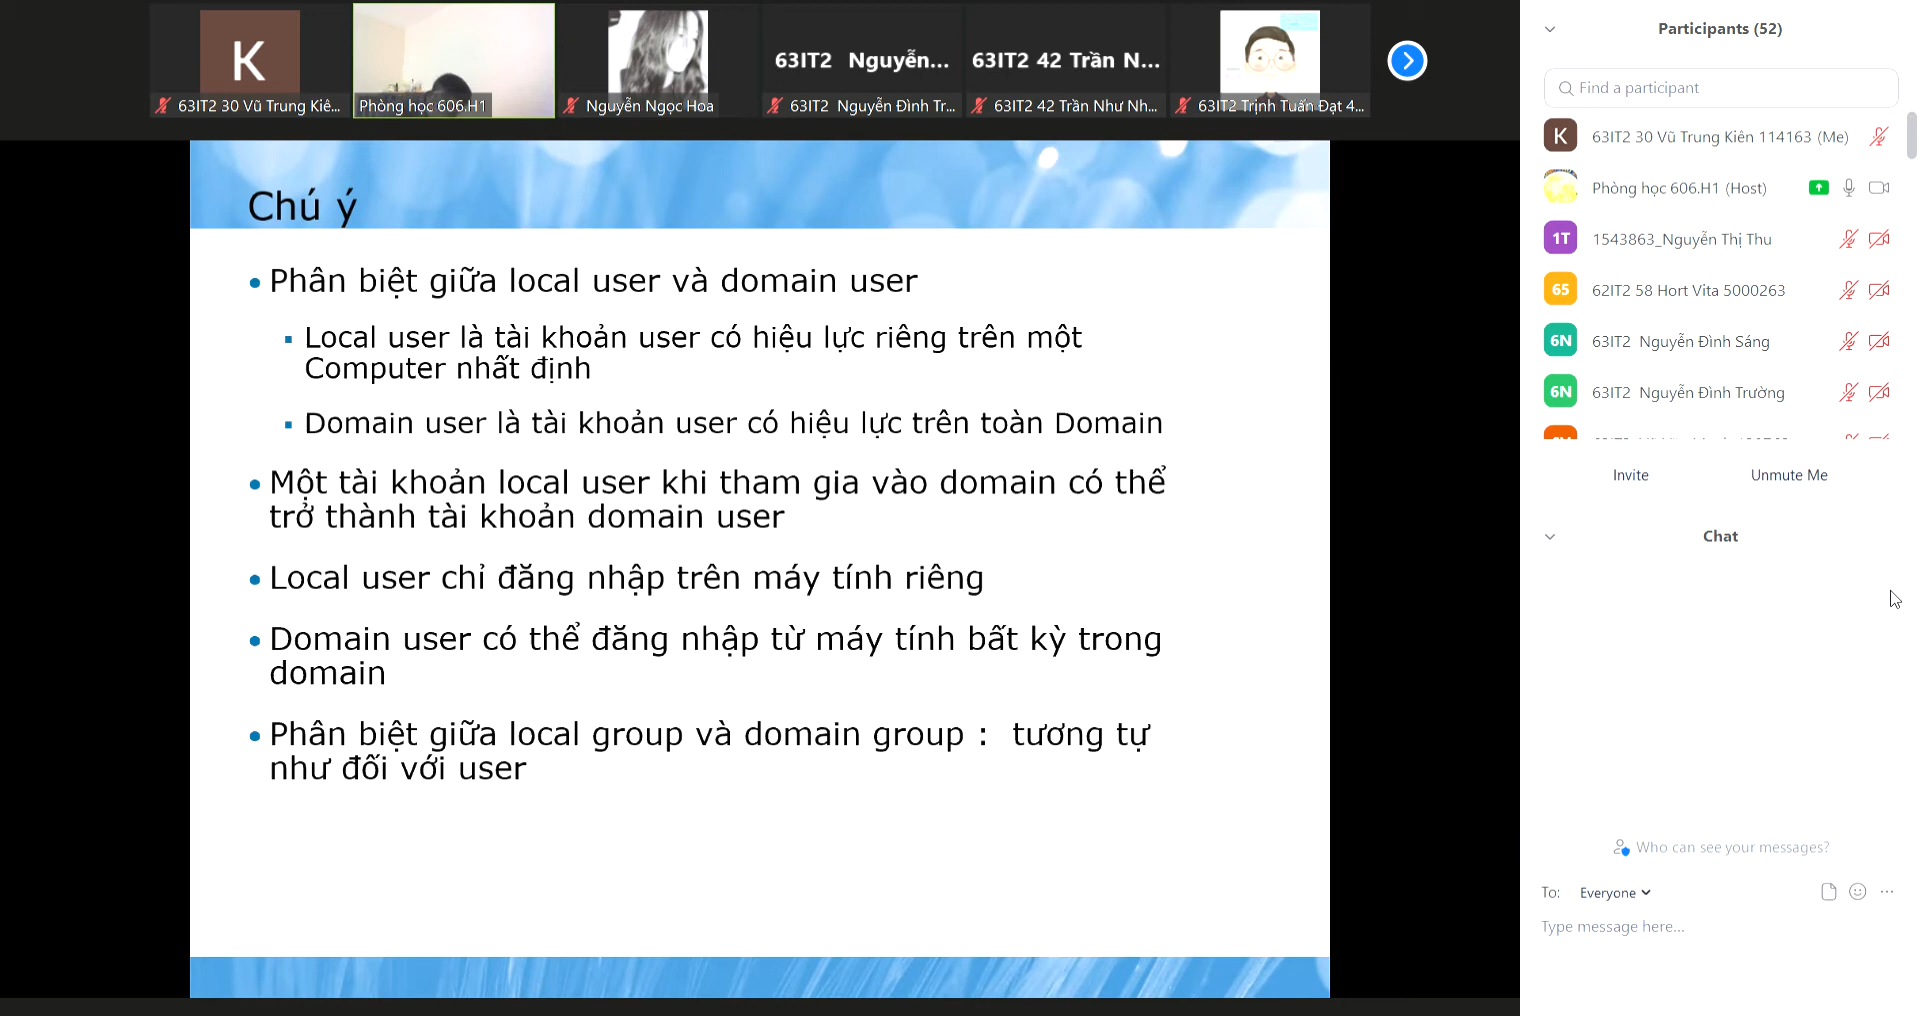 K
63IT2 Nguyễn...
63IT2 42 Trần N...
63IT2 30 Vũ Trung Kiê...
Phòng học 606.H1
Nguyễn Ngọc Hoa
63IT2 Nguyễn Đình Tr...
63IT2 42 Trần Như Nh...
63IT2 Trịnh Tuấn Đạt 4...
Chú ý
• Phân biệt giữa local user và domain user
▪ Local user là tài khoản user có hiệu lực riêng trên một
Computer nhất định
▪ Domain user là tài khoản user có hiệu lực trên toàn Domain
• Một tài khoản local user khi tham gia vào domain có thể
trở thành tài khoản domain user
• Local user chỉ đăng nhập trên máy tính riêng
• Domain user có thể đăng nhập từ máy tính bất kỳ trong
domain
• Phân biệt giữa local group và domain group : tương tự
như đối với user
Participants (52)
Find a participant
K 63IT2 30 Vũ Trung Kiên 114163 (Me)
Phòng học 606.H1 (Host)
1T 1543863_Nguyễn Thị Thu
65 62IT2 58 Hort Vita 5000263
6N 63IT2 Nguyễn Đình Sáng
6N 63IT2 Nguyễn Đình Trường
Invite Unmute Me
Chat
Who can see your messages?
To: Everyone
Type message here...